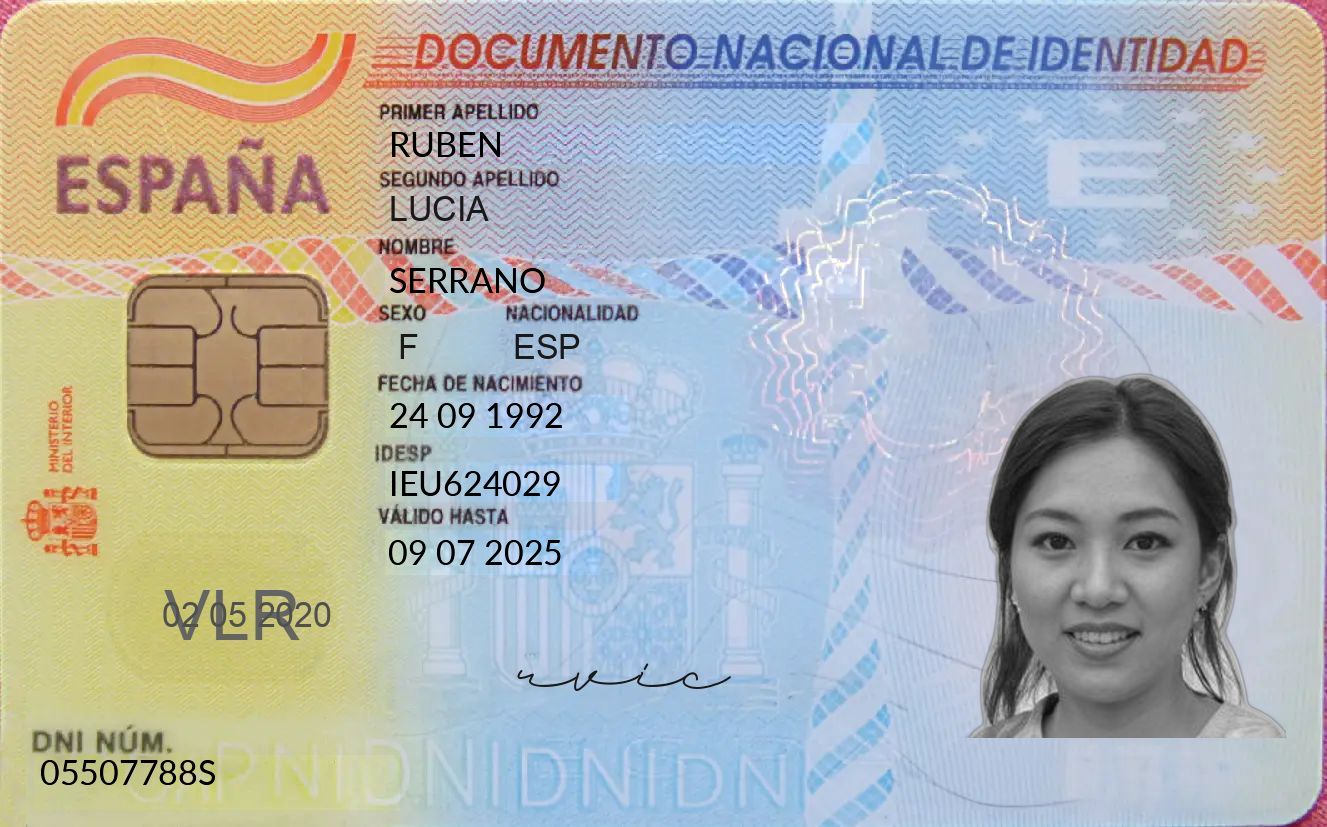 DOCUMENTO NACIONAL DE IDENTIDAD
ESPAÑA
PRIMER APELLIDO
RUBEN
SEGUNDO APELLIDO
LUCIA
NOMBRE
SERRANO
SEXO NACIONALIDAD
F ESP
FECHA DE NACIMIENTO
24 09 1992
IDESP
IEU624029
VÁLIDO HASTA
09 07 2025
MINISTERIO
DEL INTERIOR
E
VLR
02 05 2020
rvic
DNI NÚM.
05507788S
DNIDNIDNIDN